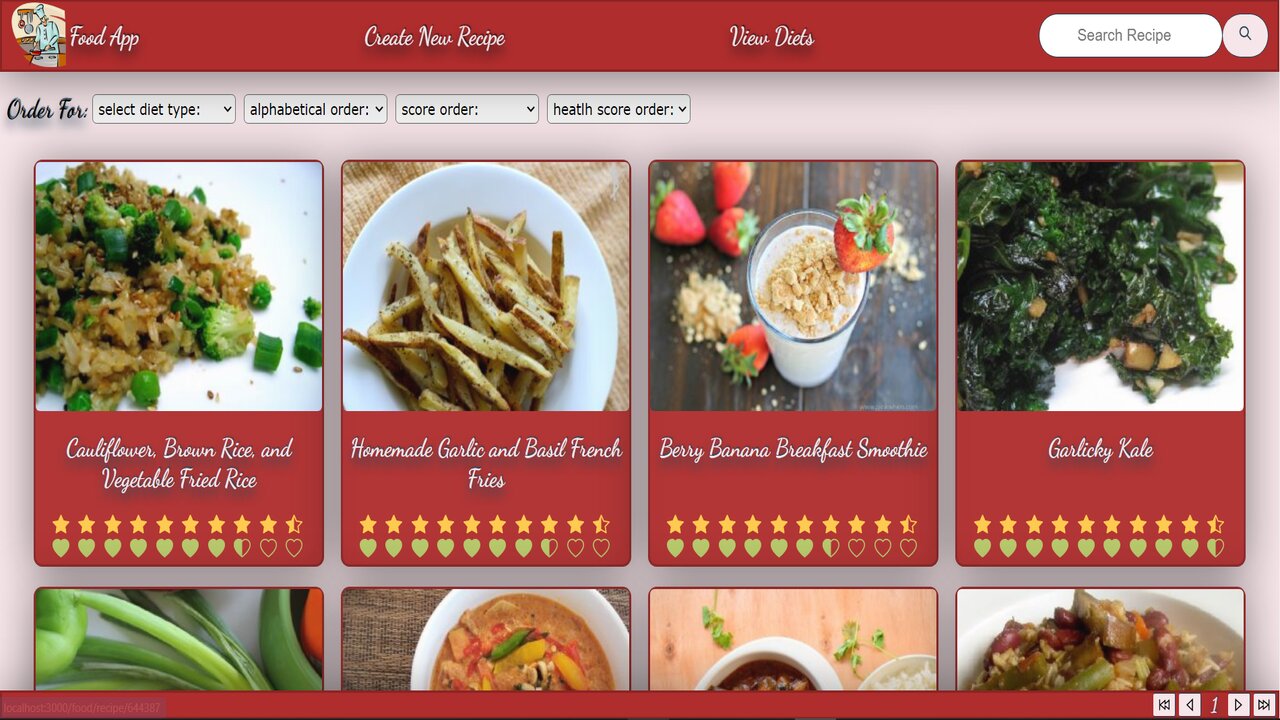 Food App
Create New Recipe
View Diets
Search Recipe
Order For:
select diet type:
alphabetical order:
score order:
heatlh score order:
Cauliflower, Brown Rice, and
Vegetable Fried Rice
Homemade Garlic and Basil French
Fries
Berry Banana Breakfast Smoothie
Garlicky Kale
localhost:3000/food/recipe/644387
1